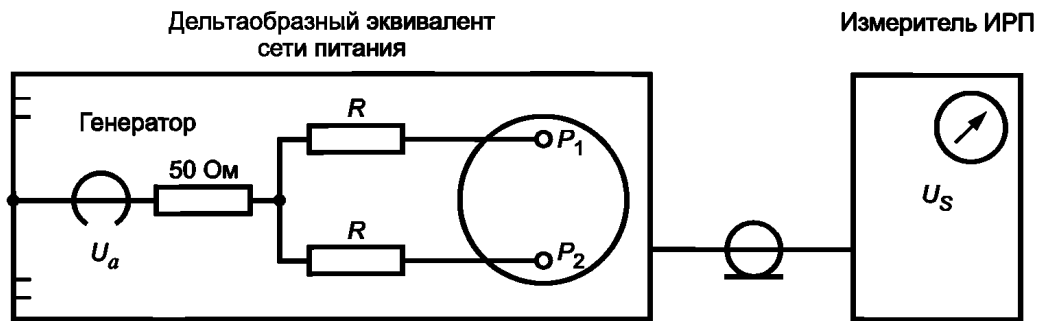 Дельтаобразный эквивалент
сети питания
Измеритель ИРП
Генератор
50 Ом
R
R
P1
P2
Ua
US